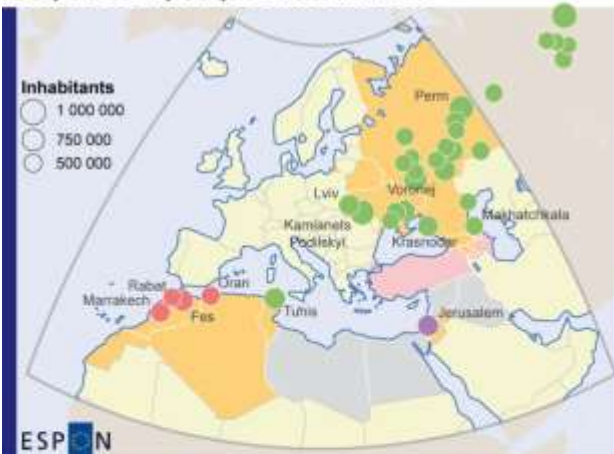 Inhabitants
1 000 000
750 000
500 000
Perm
Lviv
Voronej
Kamianets
Podilskyi
Krasnodar
Makhatchkala
Rabat
Oran
Marrakech
Fes
Tunis
Jerusalem
ESPON